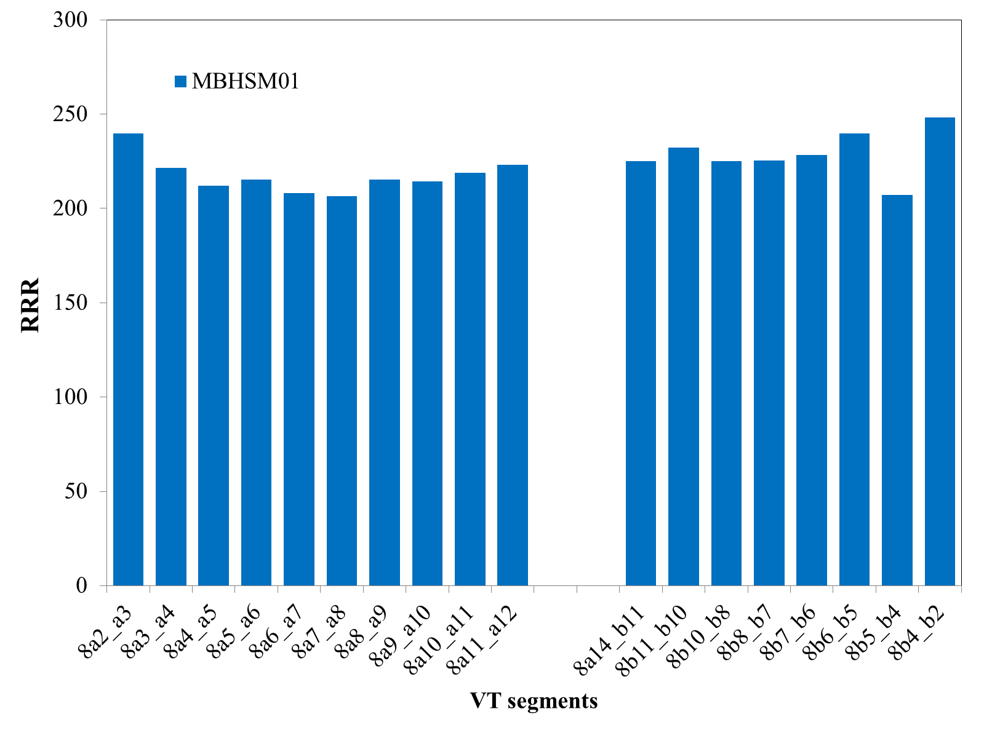 300
250
200
150
100
50
0
RRR
MBHSM01
8a2_a3
8a3_a4
8a4_a5
8a5_a6
8a6_a7
8a7_a8
8a8_a9
8a9_a10
8a10_a11
8a11_a12
8a14_b11
8b11_b10
8b10_b8
8b8_b7
8b7_b6
8b6_b5
8b5_b4
8b4_b2
VT segments